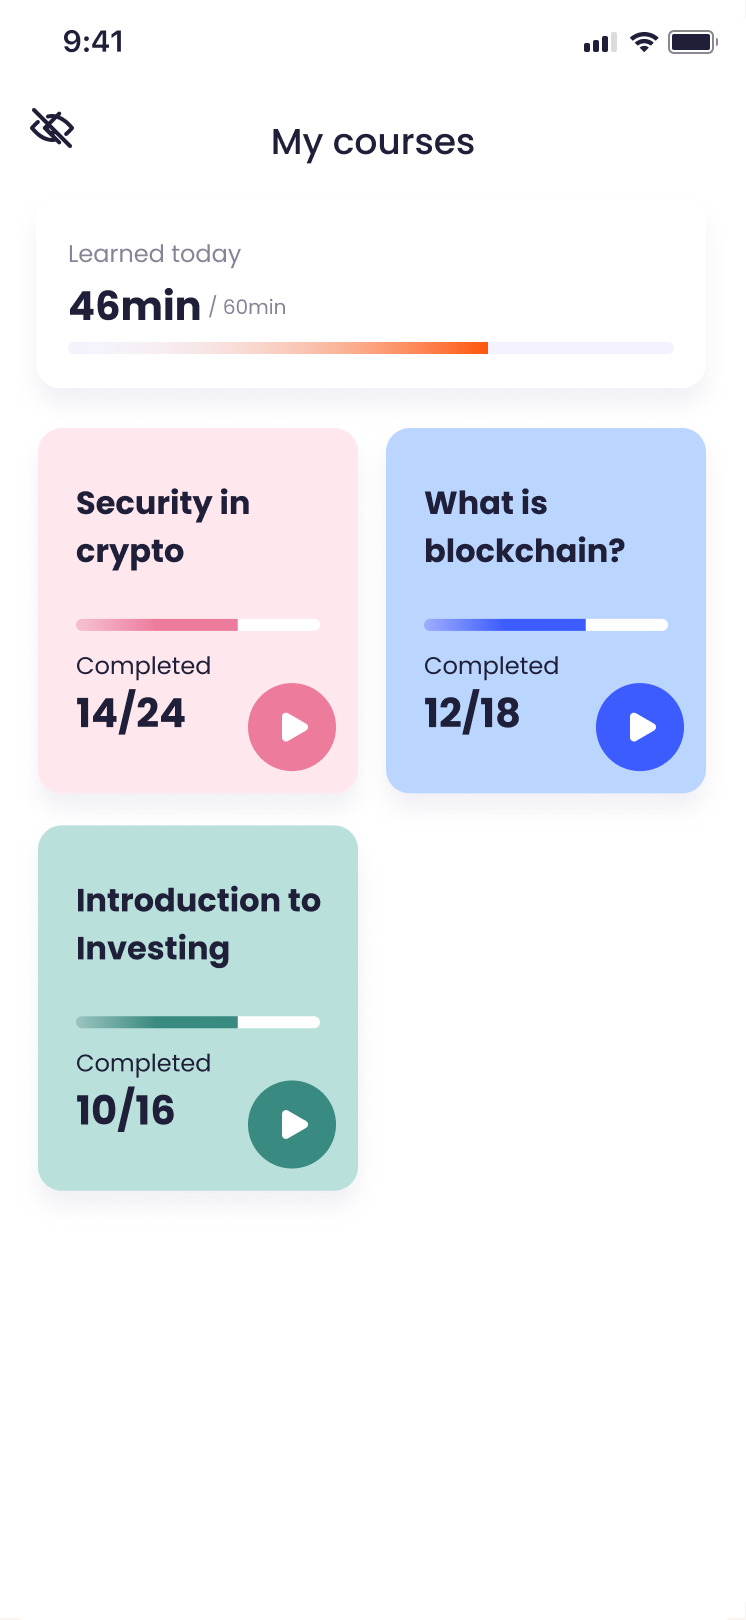 9:41
My courses
Learned today
46min / 60min
Security in
crypto
Completed
14/24
What is
blockchain?
Completed
12/18
Introduction to
Investing
Completed
10/16